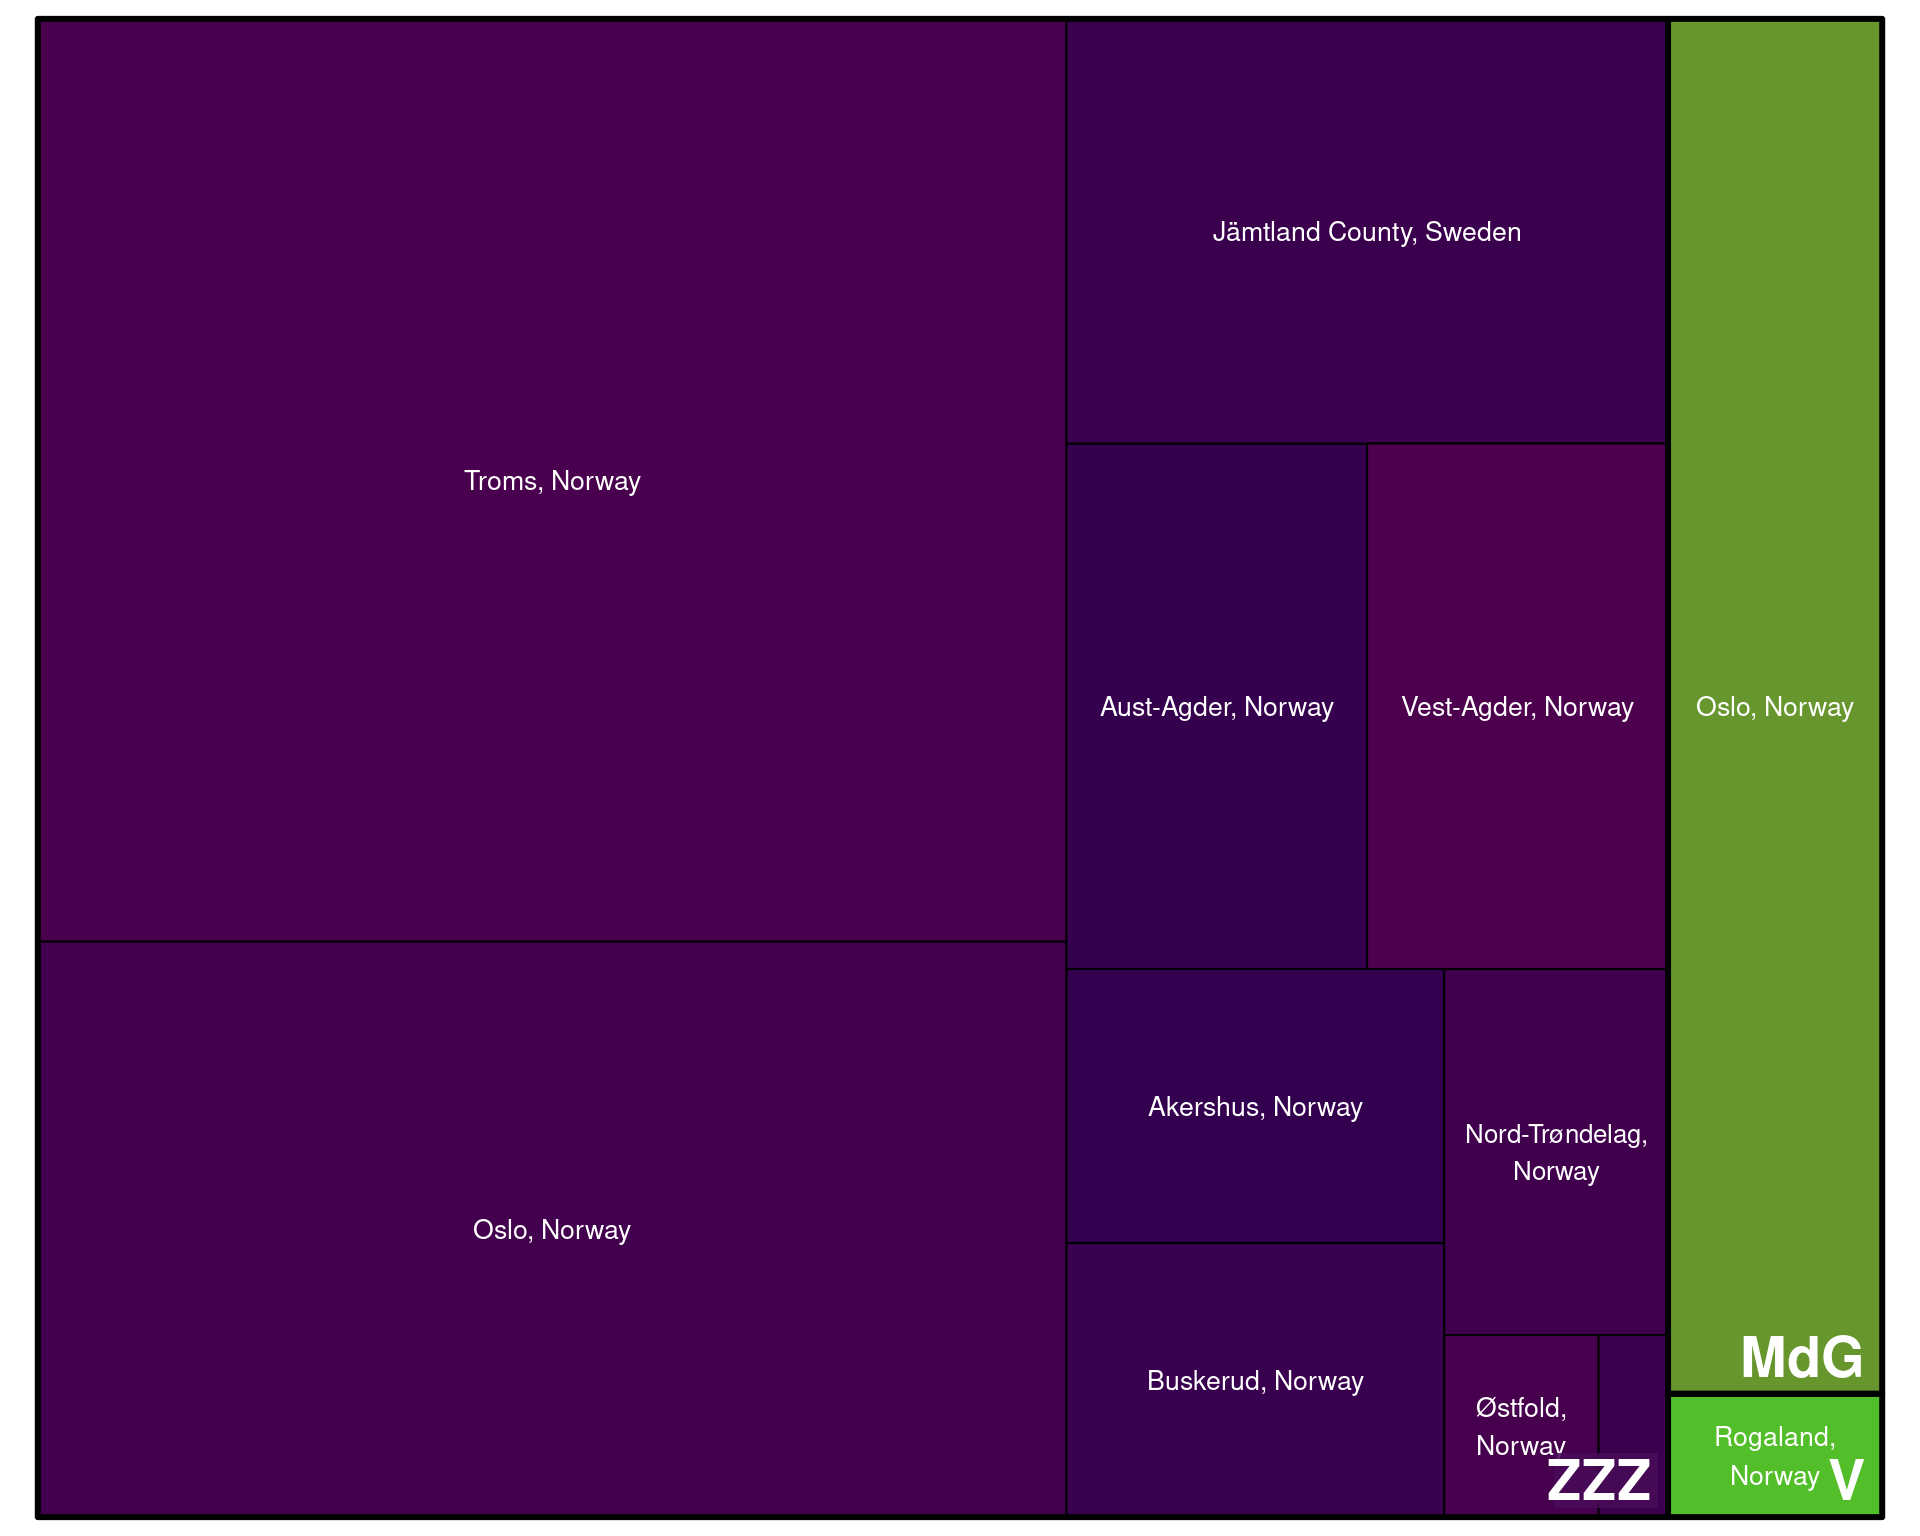 Troms, Norway
Oslo, Norway
Jämtland County, Sweden
Aust-Agder, Norway
Vest-Agder, Norway
Akershus, Norway
Buskerud, Norway
Nord-Trøndelag,
Norway
Østfold,
Norway
ZZZ
Oslo, Norway
MdG
Rogaland,
Norway
V